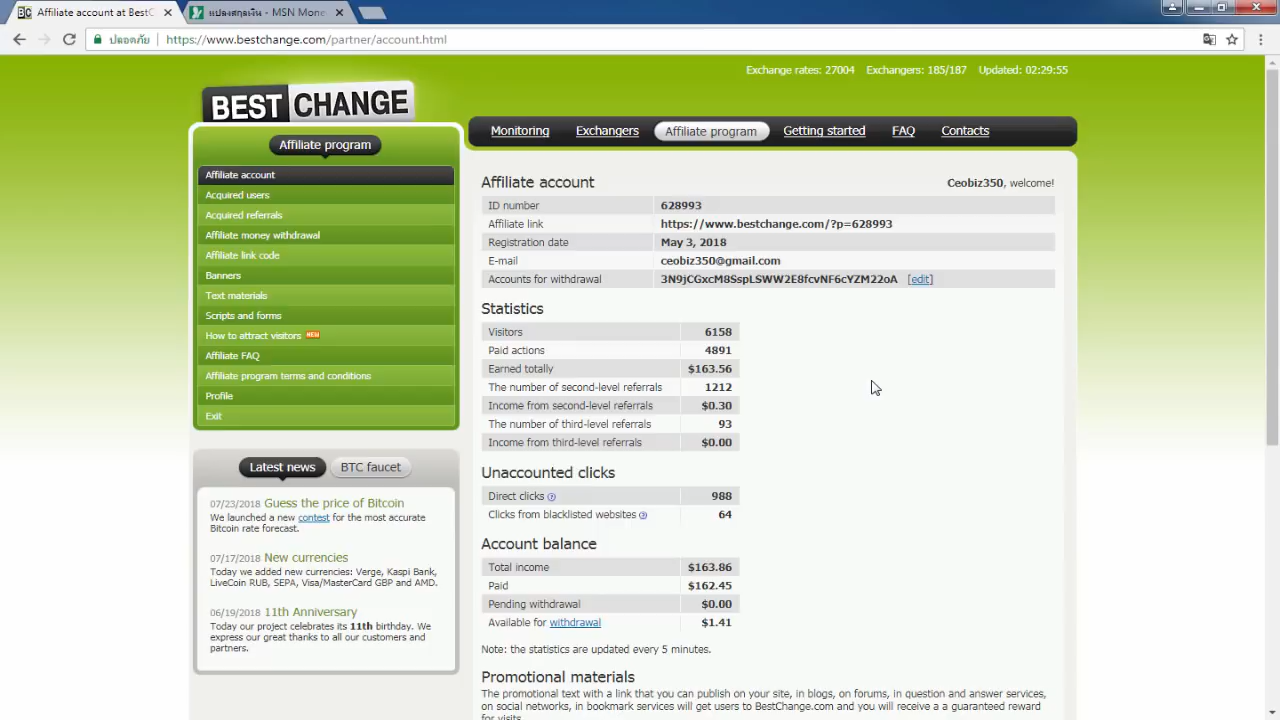 Affiliate account at BestC
แปลงสกุลเงิน - MSN Mone
ปลอดภัย https://www.bestchange.com/partner/account.html
Exchange rates: 27004 Exchangers: 185/187 Updated: 02:29:55
BESTCHANGE
Monitoring Exchangers Affiliate program Getting started FAQ Contacts
Affiliate program
Affiliate account
Acquired users
Acquired referrals
Affiliate money withdrawal
Affiliate link code
Banners
Text materials
Scripts and forms
How to attract visitors NEW
Affiliate FAQ
Affiliate program terms and conditions
Profile
Exit
Latest news BTC faucet
07/23/2018 Guess the price of Bitcoin
We launched a new contest for the most accurate
Bitcoin rate forecast.
07/17/2018 New currencies
Today we added new currencies: Verge, Kaspi Bank,
LiveCoin RUB, SEPA, Visa/MasterCard GBP and AMD.
06/19/2018 11th Anniversary
Today our project celebrates its 11th birthday. We
express our great thanks to all our customers and
partners.
Affiliate account Ceobiz350, welcome!
ID number 628993
Affiliate link https://www.bestchange.com/?p=628993
Registration date May 3, 2018
E-mail ceobiz350@gmail.com
Accounts for withdrawal 3N9jCGxcM8SspLSWW2E8fcvNF6cYZM22oA [edit]
Statistics
Visitors 6158
Paid actions 4891
Earned totally $163.56
The number of second-level referrals 1212
Income from second-level referrals $0.30
The number of third-level referrals 93
Income from third-level referrals $0.00
Unaccounted clicks
Direct clicks 988
Clicks from blacklisted websites 64
Account balance
Total income $163.86
Paid $162.45
Pending withdrawal $0.00
Available for withdrawal $1.41
Note: the statistics are updated every 5 minutes.
Promotional materials
The promotional text with a link that you can publish on your site, in blogs, on forums, in question and answer services,
on social networks, in bookmark services will get users to BestChange.com and you will receive a a guaranteed reward
for visits.